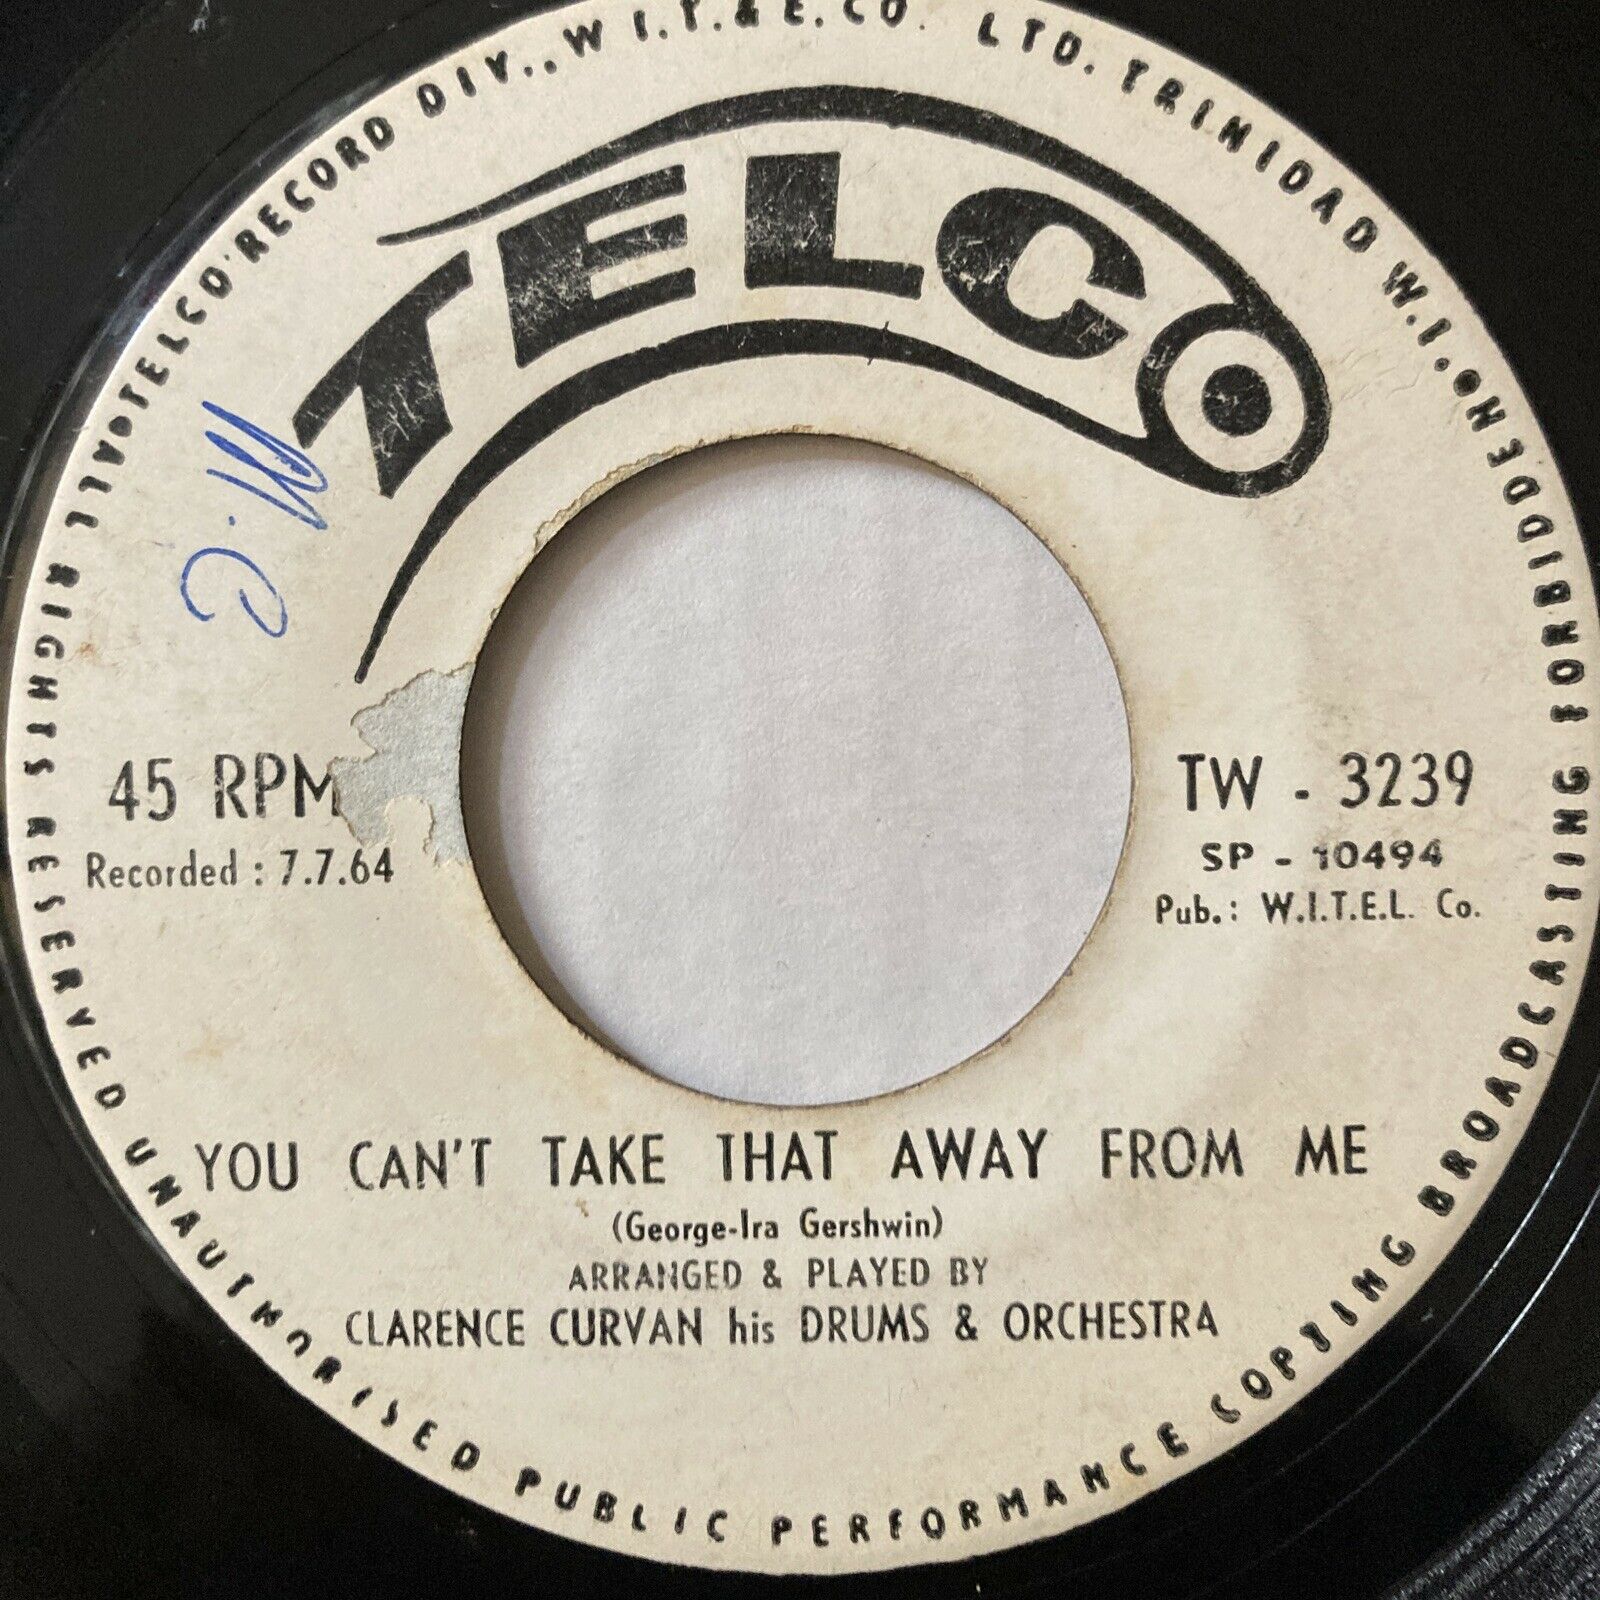 "TELCO" RECORD DIV., W.I.T.& E.CO. LTD. TRINIDAD W.I. ©
TELCO
M.C
45 RPM
Recorded : 7.7.64
TW - 3239
SP - 10494
Pub.: W.I.T.E.L. Co.
YOU CAN'T TAKE THAT AWAY FROM ME
(George-Ira Gershwin)
ARRANGED & PLAYED BY
CLARENCE CURVAN his DRUMS & ORCHESTRA
ALL RIGHTS RESERVED UNAUTHORISED PUBLIC PERFORMANCE COPYING BROADCASTING FORBIDDEN